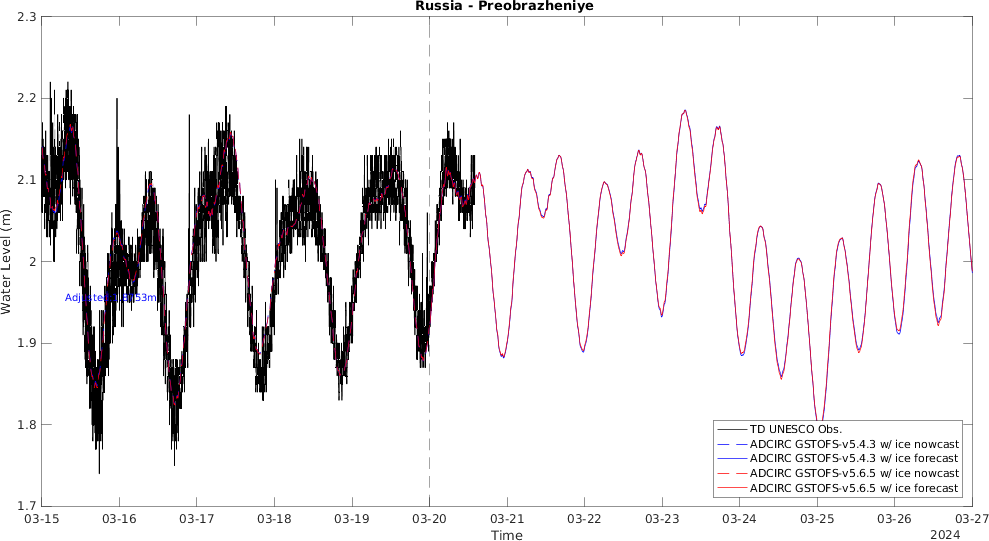 Russia - Preobrazheniye
2.3
2.2
2.1
2
1.9
1.8
1.7
Water Level (m)
03-15
03-16
03-17
03-18
03-19
03-20
03-21
03-22
03-23
03-24
03-25
03-26
03-27
Time
2024
TD UNESCO Obs.
ADCIRC GSTOFS-v5.4.3 w/ ice nowcast
ADCIRC GSTOFS-v5.4.3 w/ ice forecast
ADCIRC GSTOFS-v5.6.5 w/ ice nowcast
ADCIRC GSTOFS-v5.6.5 w/ ice forecast